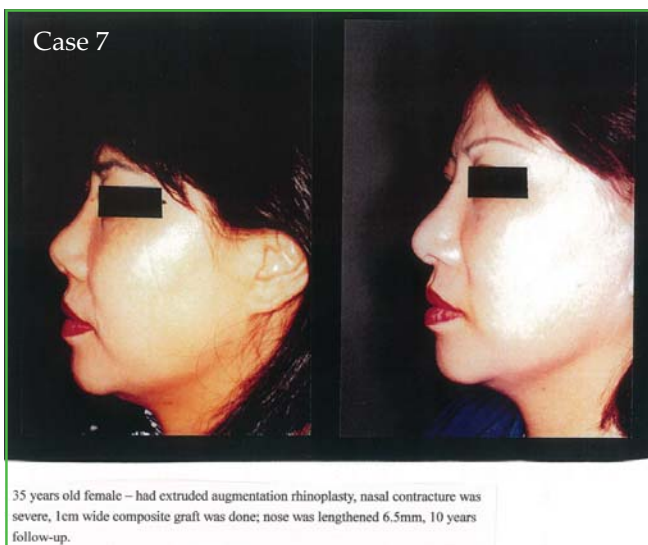 Case 7
35 years old female – had extruded augmentation rhinoplasty, nasal contracture was
severe, 1cm wide composite graft was done; nose was lengthened 6.5mm, 10 years
follow-up.